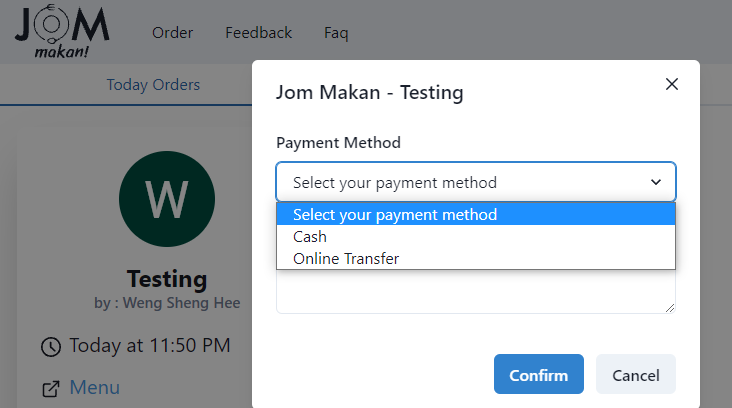 JOM
makan!
Order
Feedback
Faq
Today Orders
W
Testing
by : Weng Sheng Hee
Today at 11:50 PM
Menu
Jom Makan - Testing
Payment Method
Select your payment method
Select your payment method
Cash
Online Transfer
Confirm
Cancel